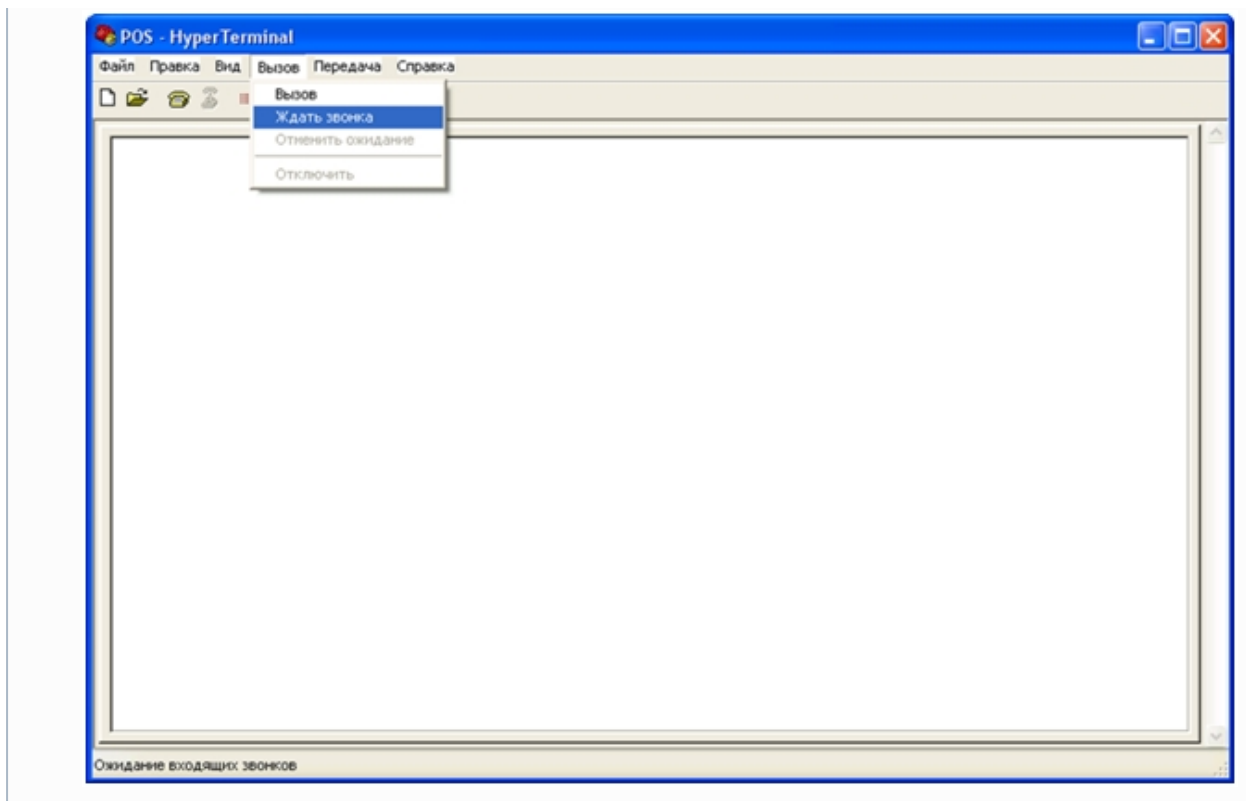 POS - HyperTerminal
Файл Правка Вид Вызов Передача Справка
Вызов
Ждать звонка
Отменить ожидание
Отключить
Ожидание входящих звонков